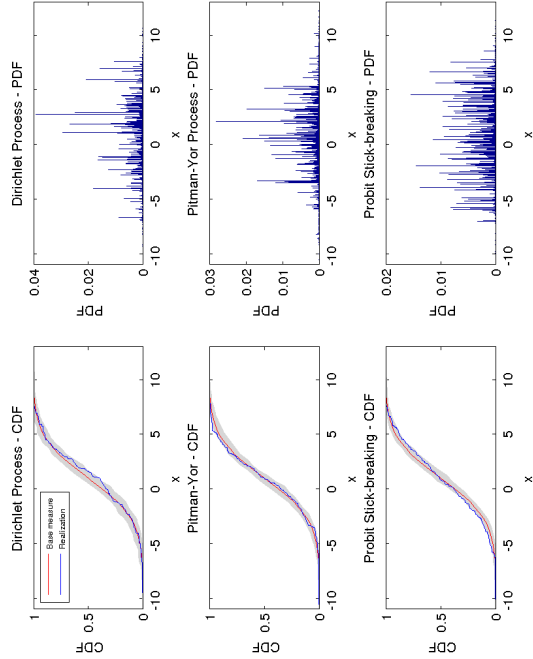 Dirichlet Process - CDF
1
0.5
0
CDF
-10
-5
0
5
10
x
Base measure
Realization
Dirichlet Process - PDF
0.04
0.02
0
PDF
-10
-5
0
5
10
x
Pitman-Yor - CDF
1
0.5
0
CDF
-10
-5
0
5
10
x
Pitman-Yor Process - PDF
0.03
0.02
0.01
0
PDF
-10
-5
0
5
10
x
Probit Stick-breaking - CDF
1
0.5
0
CDF
-10
-5
0
5
10
x
Probit Stick-breaking - PDF
0.02
0.01
0
PDF
-10
-5
0
5
10
x